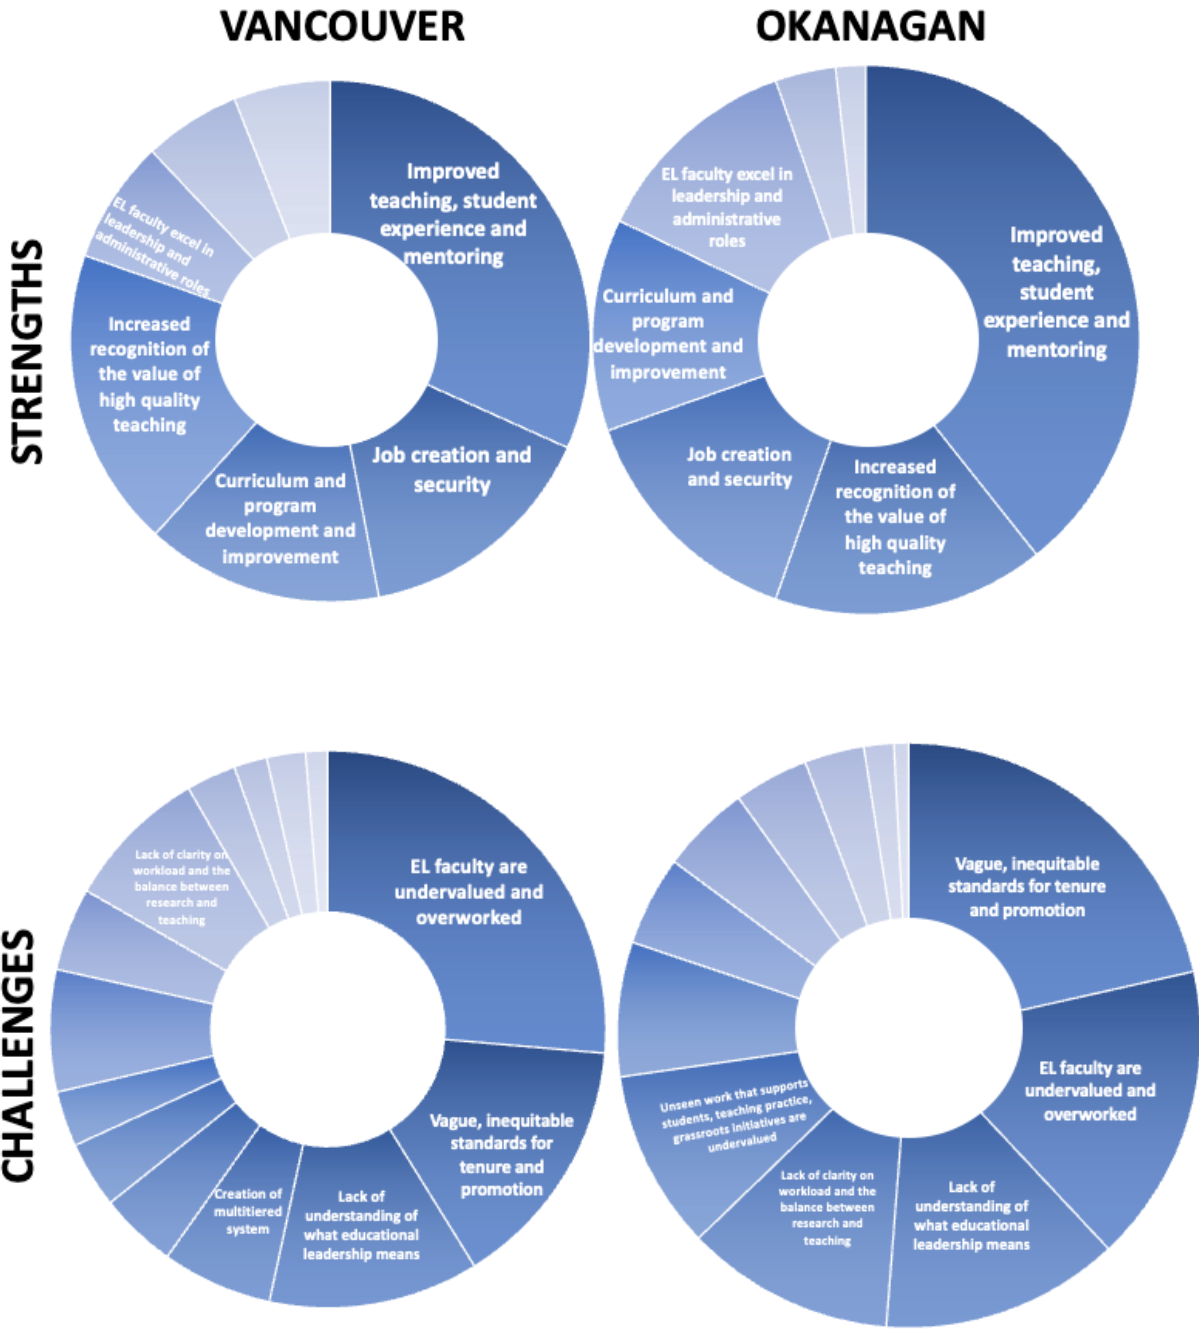 VANCOUVER
OKANAGAN
STRENGTHS
Improved
teaching, student
experience and
mentoring
Job creation and
security
Curriculum and
program
development and
improvement
Increased
recognition of
the value of
high quality
teaching
EL faculty excel in
leadership and
administrative roles
Improved
teaching,
student
experience and
mentoring
Increased
recognition of
the value of
high quality
teaching
Job creation
and security
Curriculum and
program
development and
improvement
EL faculty excel in
leadership and
administrative
roles
CHALLENGES
EL faculty are
undervalued and
overworked
Vague, inequitable
standards for
tenure and
promotion
Lack of
understanding of
what educational
leadership means
Creation of
multitiered
system
Lack of clarity on
workload and the
balance between
research and
teaching
Vague, inequitable
standards for tenure
and promotion
EL faculty are
undervalued and
overworked
Lack of
understanding of
what educational
leadership means
Lack of clarity on
workload and the
balance between
research and
teaching
Unseen work that supports
students, teaching practice,
grassroots initiatives are
undervalued